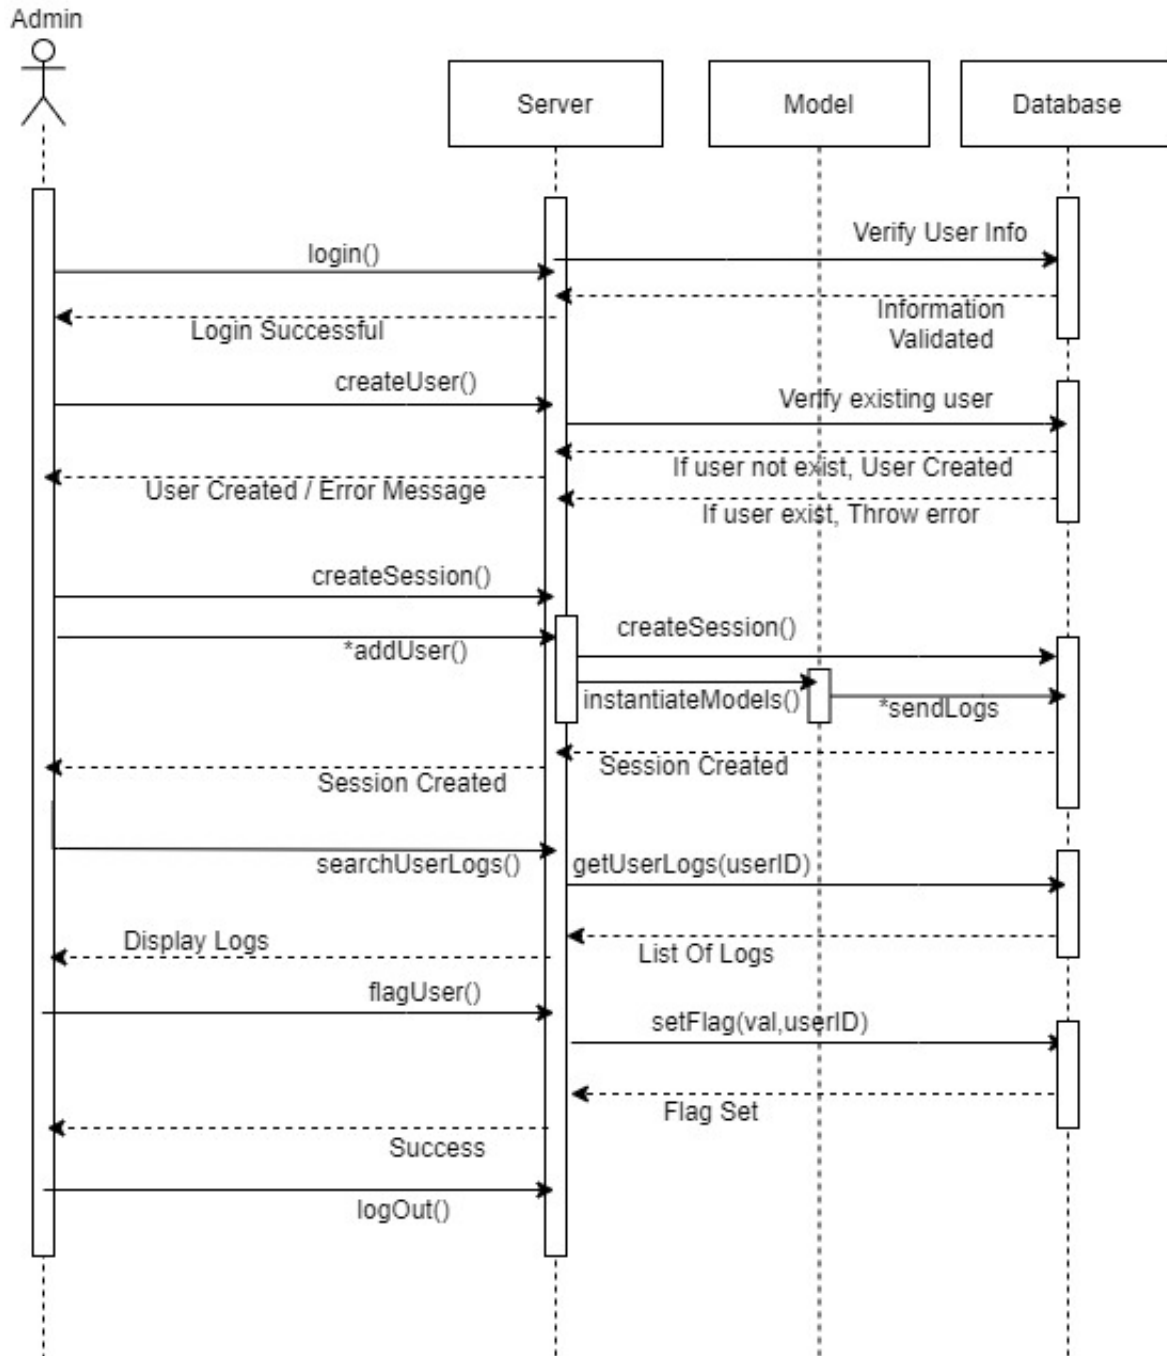 Admin
Server
Model
Database
Verify User Info
login()
Information
Validated
Login Successful
createUser()
Verify existing user
If user not exist, User Created
User Created / Error Message
If user exist, Throw error
createSession()
createSession()
*addUser()
instantiateModels()
*sendLogs
Session Created
Session Created
searchUserLogs()
getUserLogs(userID)
Display Logs
List Of Logs
flagUser()
setFlag(val,userID)
Flag Set
Success
logOut()